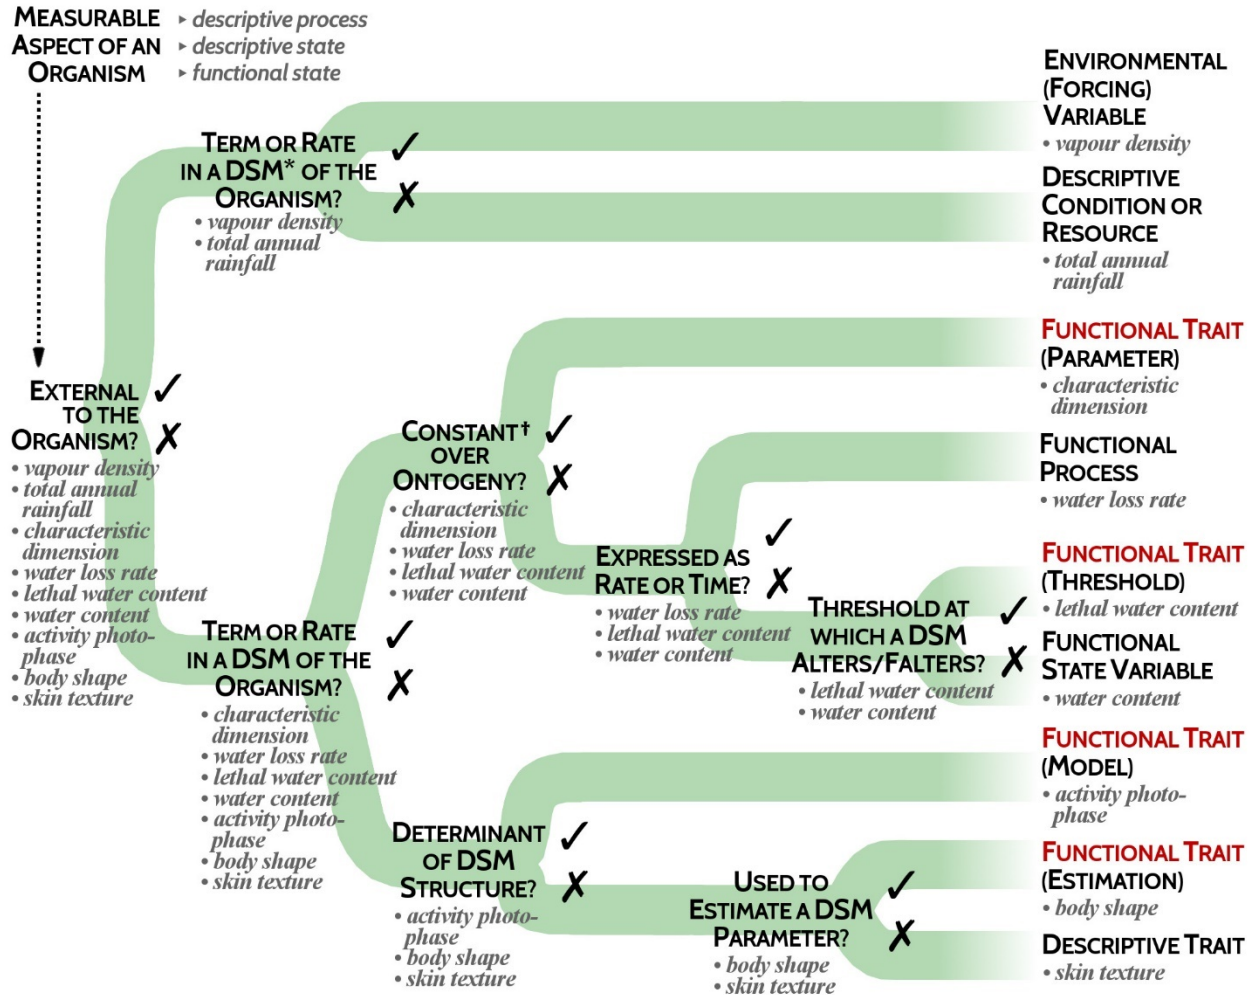 MEASURABLE
ASPECT OF AN
ORGANISM
▸ descriptive process
▸ descriptive state
▸ functional state
EXTERNAL ✓
TO THE
ORGANISM? ✗
• vapour density
• total annual
rainfall
• characteristic
dimension
• water loss rate
• lethal water content
• water content
• activity photo-
phase
• body shape
• skin texture
TERM OR RATE
IN A DSM* OF THE ✓
ORGANISM? ✗
• vapour density
• total annual
rainfall
ENVIRONMENTAL
(FORCING)
VARIABLE
• vapour density
DESCRIPTIVE
CONDITION OR
RESOURCE
• total annual
rainfall
TERM OR RATE
IN A DSM OF THE ✓
ORGANISM? ✗
• characteristic
dimension
• water loss rate
• lethal water content
• water content
• activity photo-
phase
• body shape
• skin texture
CONSTANT† ✓
OVER
ONTOGENY? ✗
• characteristic
dimension
• water loss rate
• lethal water content
• water content
FUNCTIONAL TRAIT
(PARAMETER)
• characteristic
dimension
EXPRESSED AS ✓
RATE OR TIME? ✗
• water loss rate
• lethal water content
• water content
FUNCTIONAL
PROCESS
• water loss rate
THRESHOLD AT
WHICH A DSM ✓
ALTERS/FALTERS? ✗
• lethal water content
• water content
FUNCTIONAL TRAIT
(THRESHOLD)
• lethal water content
FUNCTIONAL
STATE VARIABLE
• water content
DETERMINANT ✓
OF DSM
STRUCTURE? ✗
• activity photo-
phase
• body shape
• skin texture
FUNCTIONAL TRAIT
(MODEL)
• activity photo-
phase
USED TO ✓
ESTIMATE A DSM
PARAMETER? ✗
• body shape
• skin texture
FUNCTIONAL TRAIT
(ESTIMATION)
• body shape
DESCRIPTIVE TRAIT
• skin texture